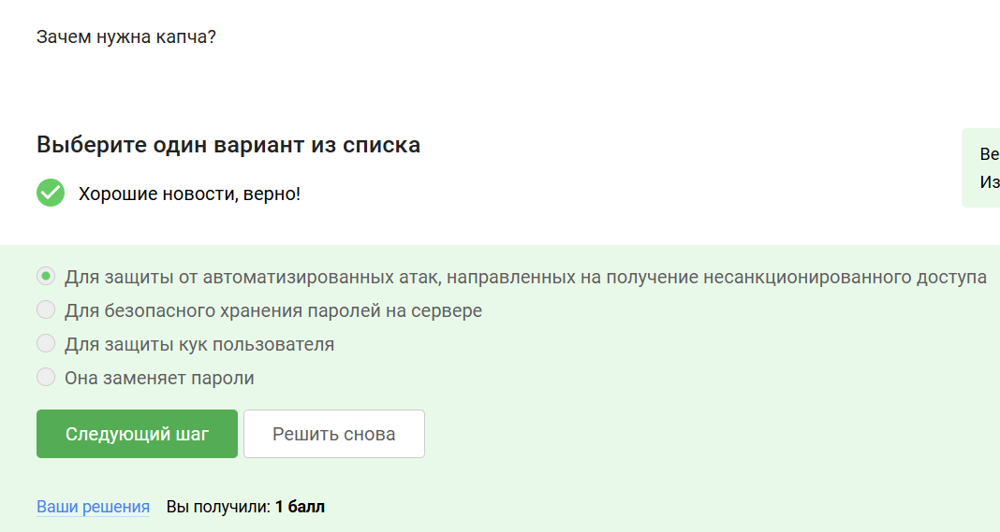 Зачем нужна капча?
Выберите один вариант из списка
Хорошие новости, верно!
Ве
Из
Для защиты от автоматизированных атак, направленных на получение несанкционированного доступа
Для безопасного хранения паролей на сервере
Для защиты кук пользователя
Она заменяет пароли
Следующий шаг
Решить снова
Ваши решения Вы получили: 1 балл